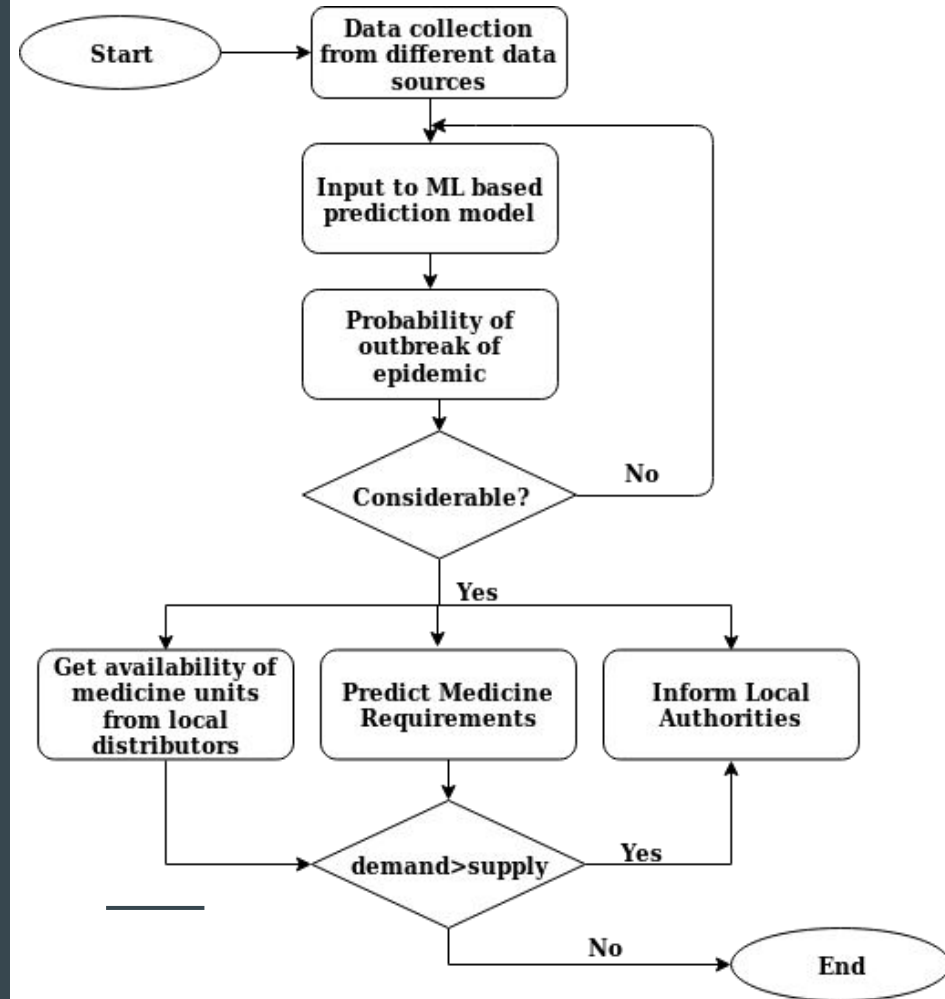 Start
Data collection
from different data
sources
Input to ML based
prediction model
Probability of
outbreak of
epidemic
Considerable?
No
Yes
Get availability of
medicine units
from local
distributors
Predict Medicine
Requirements
Inform Local
Authorities
demand>supply
Yes
No
End